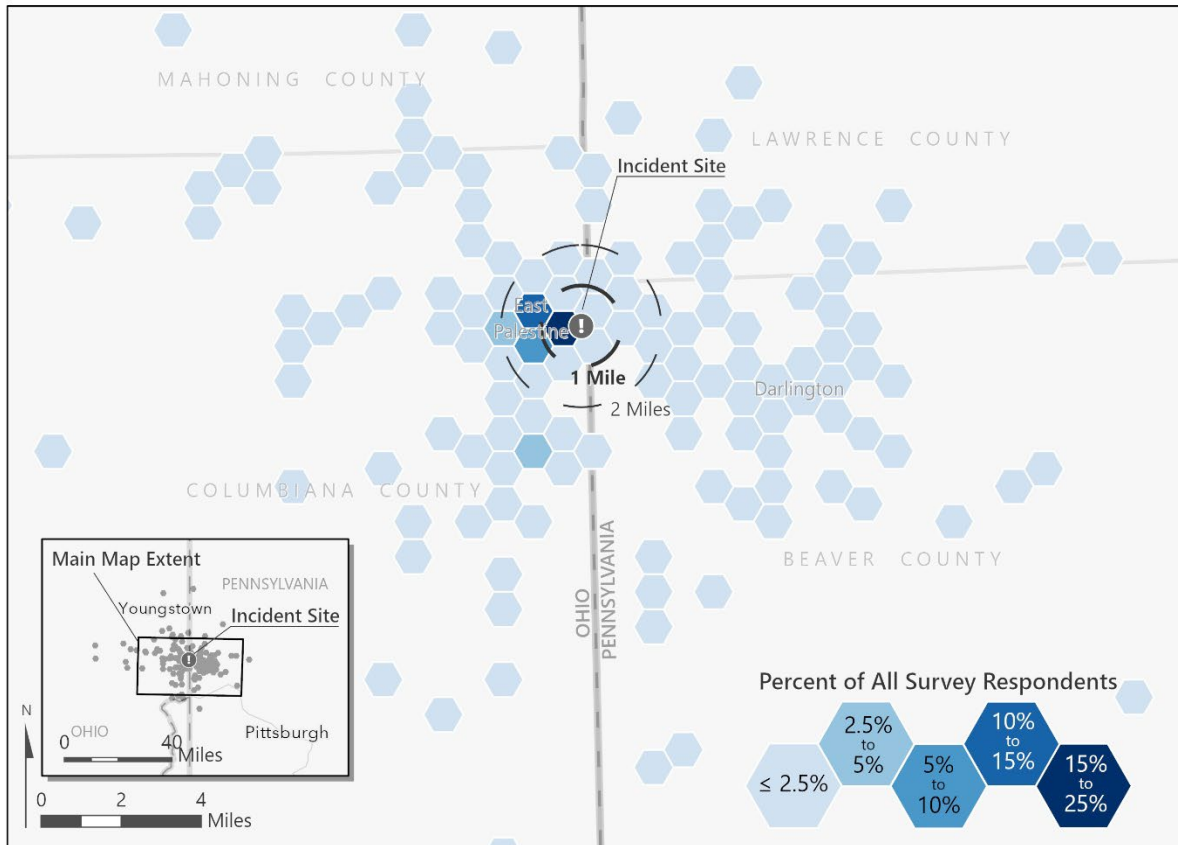 MAHONING COUNTY
LAWRENCE COUNTY
Incident Site
!
East
Palestine
1 Mile
2 Miles
Darlington
COLUMBIANA COUNTY
BEAVER COUNTY
OHIO
PENNSYLVANIA
Main Map Extent
PENNSYLVANIA
Youngstown
Incident Site
!
Pittsburgh
OHIO
0 40 Miles
N
0 2 4
Miles
Percent of All Survey Respondents
≤ 2.5%
2.5%
to
5%
5%
to
10%
10%
to
15%
15%
to
25%